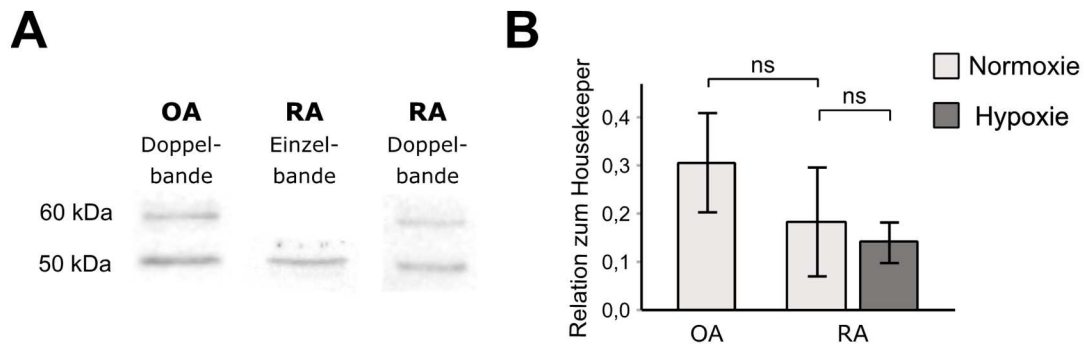 A
OA
Doppel-
bande
RA
Einzel-
bande
RA
Doppel-
bande
60 kDa
50 kDa
B
Relation zum Housekeeper
0,4
0,3
0,2
0,1
0,0
ns
ns
OA
RA
Normoxie
Hypoxie